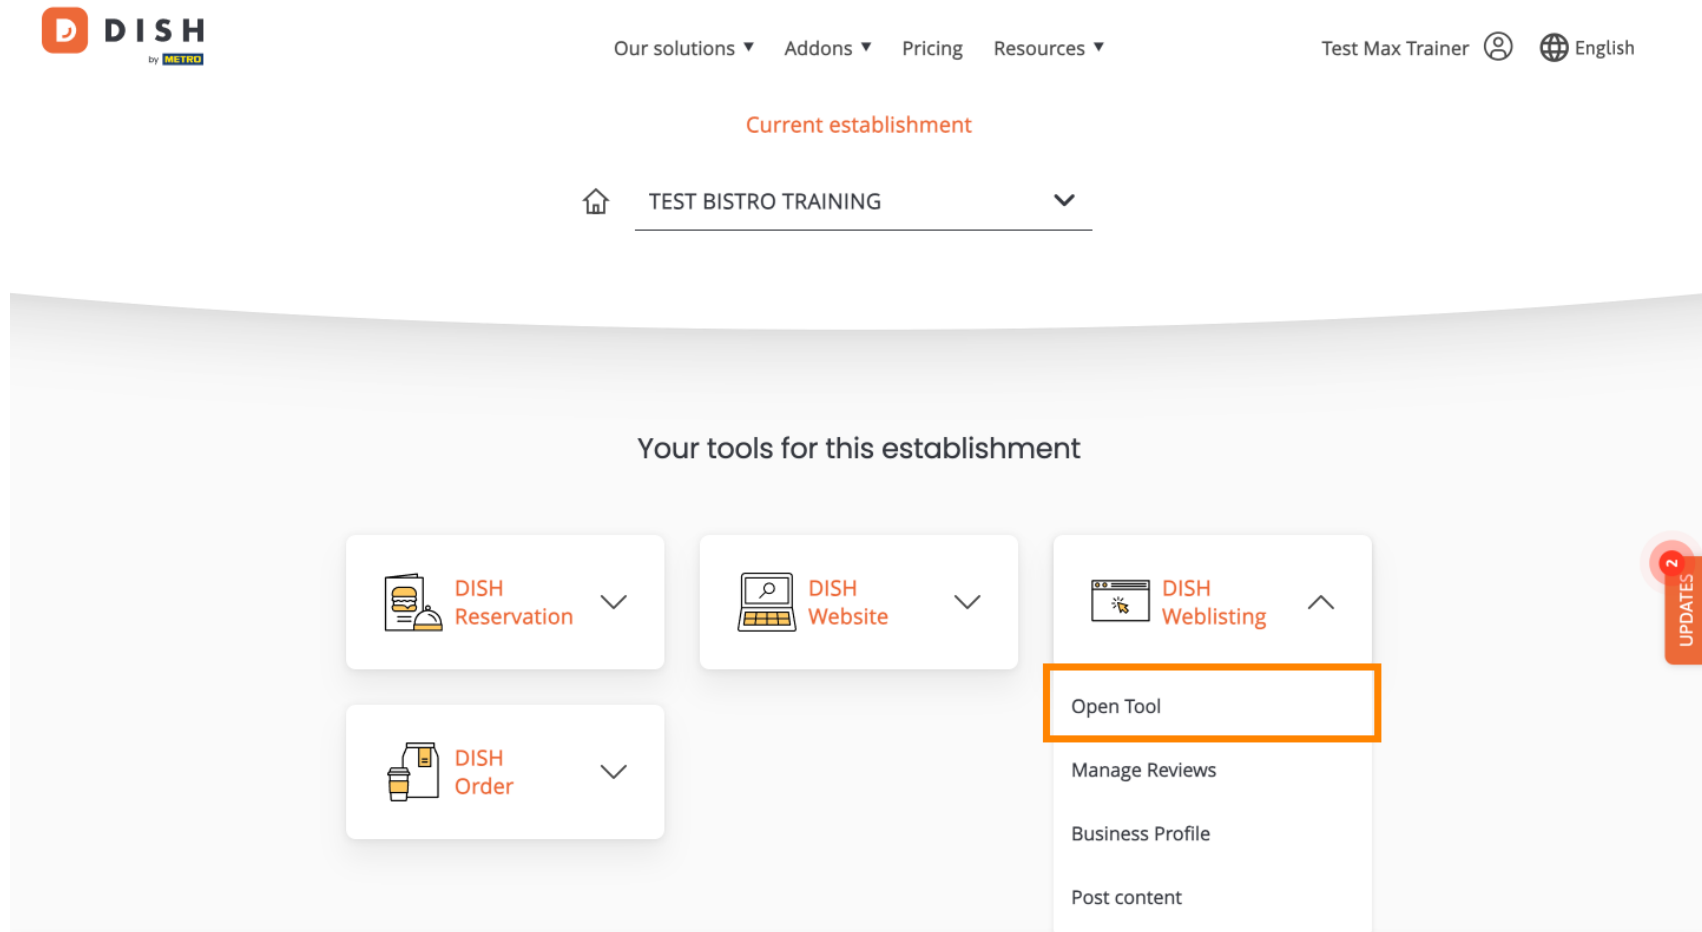 DISH
by METRO
Our solutions ▼ Addons ▼ Pricing Resources ▼
Test Max Trainer
English
Current establishment
TEST BISTRO TRAINING
Your tools for this establishment
DISH
Reservation
DISH
Website
DISH
Weblisting
2
UPDATES
Open Tool
DISH
Order
Manage Reviews
Business Profile
Post content